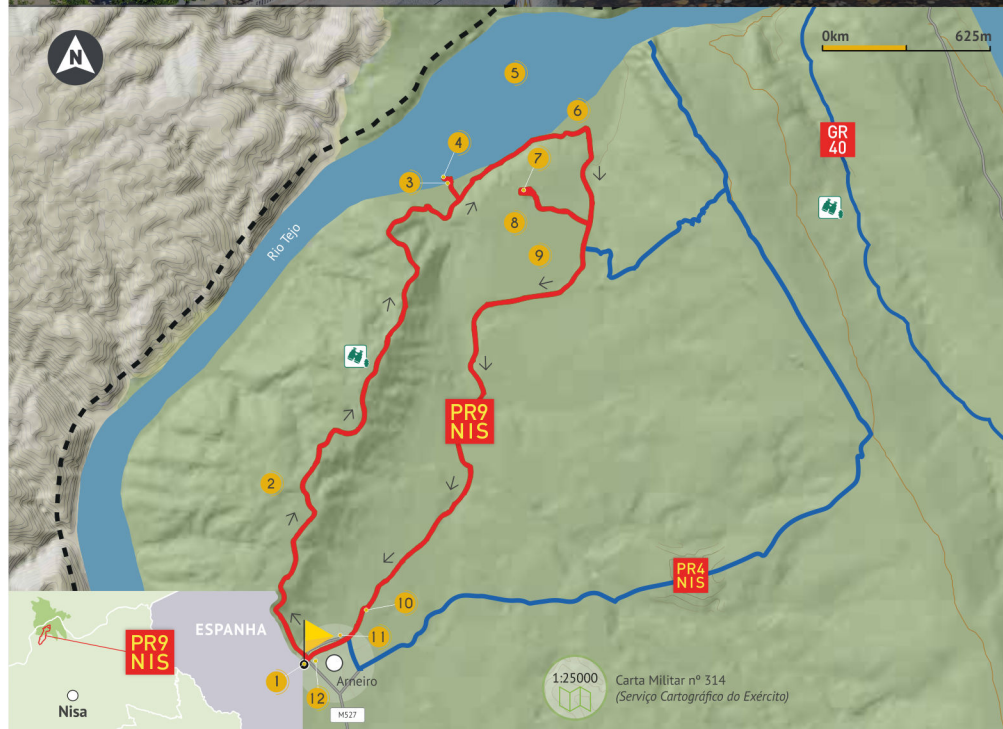 N
0km 625m
5
6
4
GR
40
7
3
8
Rio Tejo
9
PR9
NIS
2
PR4
NIS
10
ESPANHA
PR9
NIS
11
1
Arneiro
12
1:25000
Carta Militar nº 314
(Serviço Cartográfico do Exército)
Nisa
M527